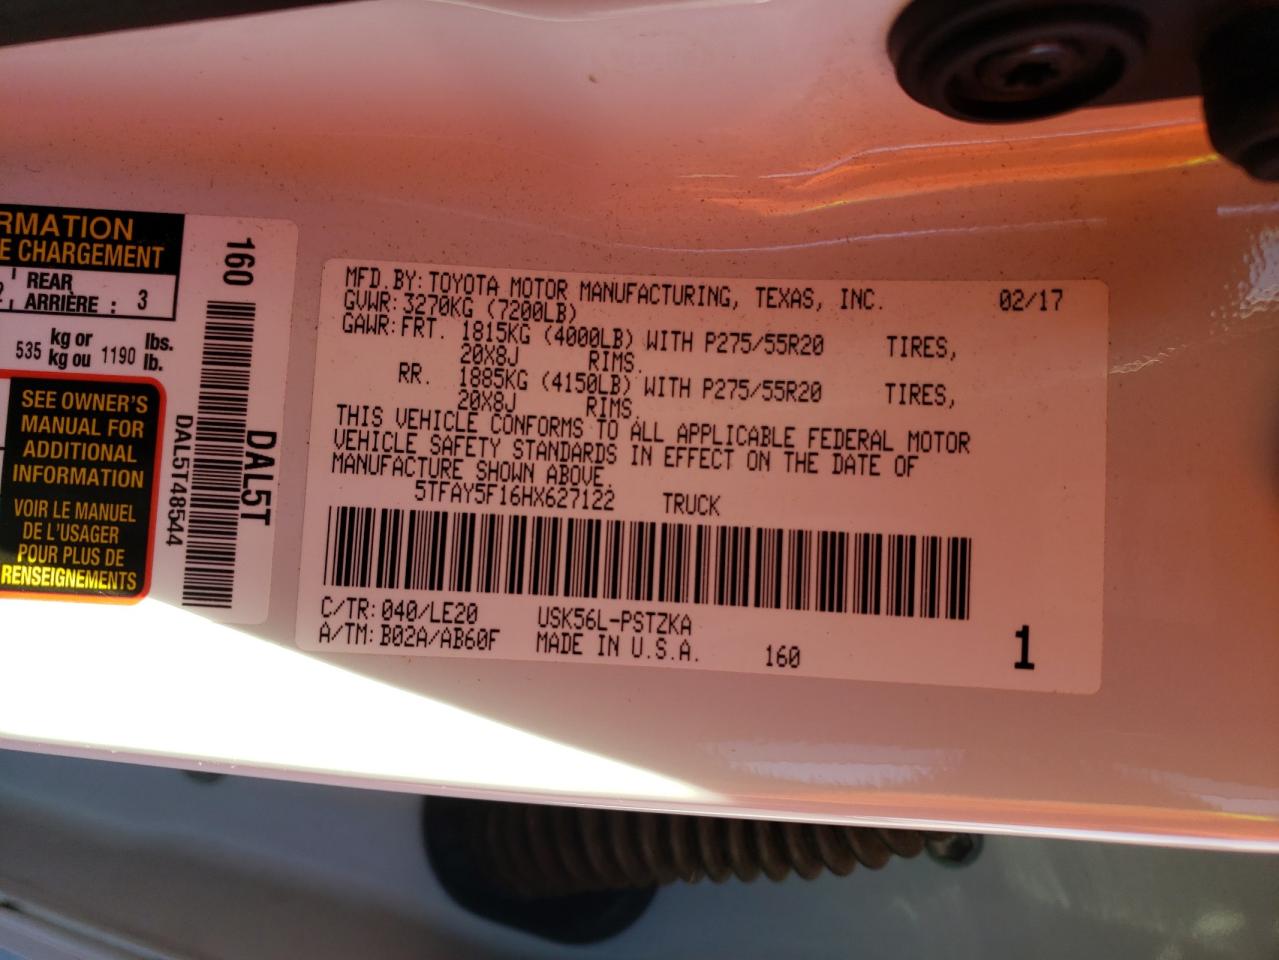 RMATION
E CHARGEMENT
REAR
ARRIÈRE : 3
535 kg or
kg ou 1190 lbs.
lb.
SEE OWNER'S
MANUAL FOR
ADDITIONAL
INFORMATION
VOIR LE MANUEL
DE L'USAGER
POUR PLUS DE
RENSEIGNEMENTS
160
DAL5T
DAL5T48544
MFD.BY:TOYOTA MOTOR MANUFACTURING, TEXAS, INC. 02/17
GVWR:3270KG (7200LB)
GAWR:FRT. 1815KG (4000LB) WITH P275/55R20 TIRES,
20X8J RIMS.
RR. 1885KG (4150LB) WITH P275/55R20 TIRES,
20X8J RIMS.
THIS VEHICLE CONFORMS TO ALL APPLICABLE FEDERAL MOTOR
VEHICLE SAFETY STANDARDS IN EFFECT ON THE DATE OF
MANUFACTURE SHOWN ABOVE.
5TFAY5F16HX627122 TRUCK
C/TR:040/LE20 USK56L-PSTZKA
A/TM:B02A/AB60F MADE IN U.S.A. 160
1